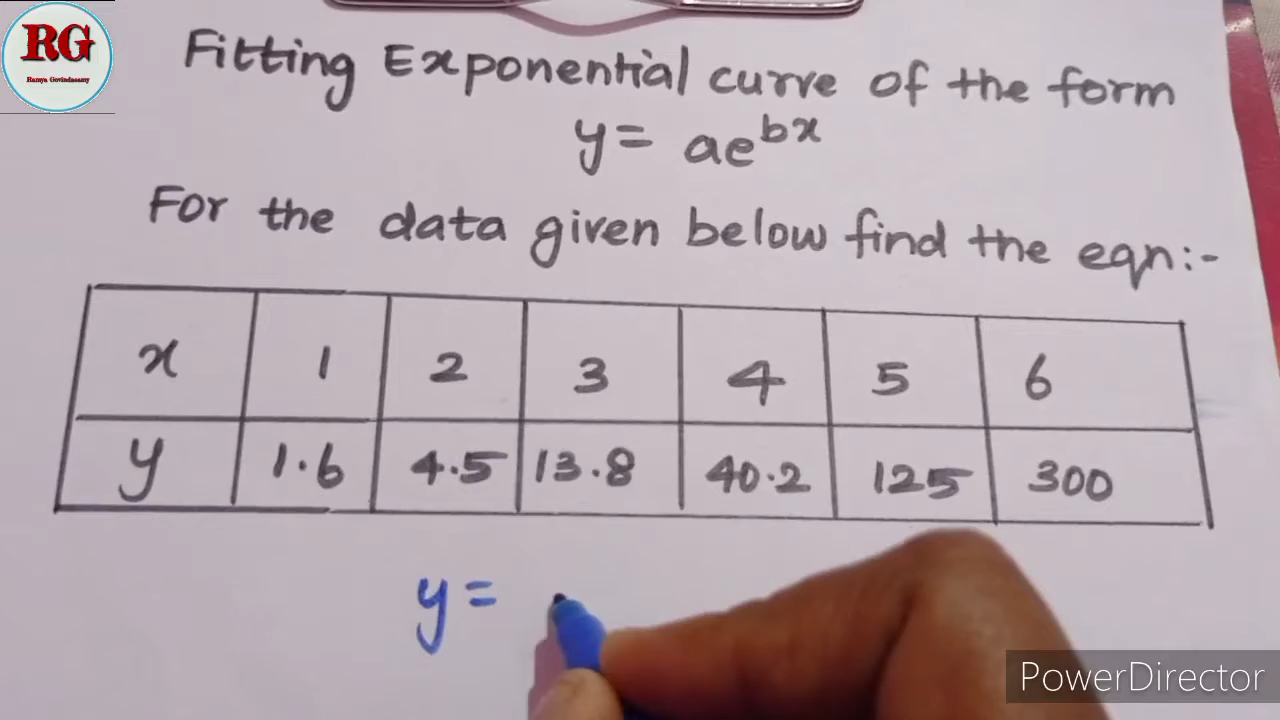 RG
Ramya Govindasamy
Fitting Exponential curve of the form
y = ae^bx
For the data given below find the eqn:-
x 1 2 3 4 5 6
y 1.6 4.5 13.8 40.2 125 300
y =
PowerDirector